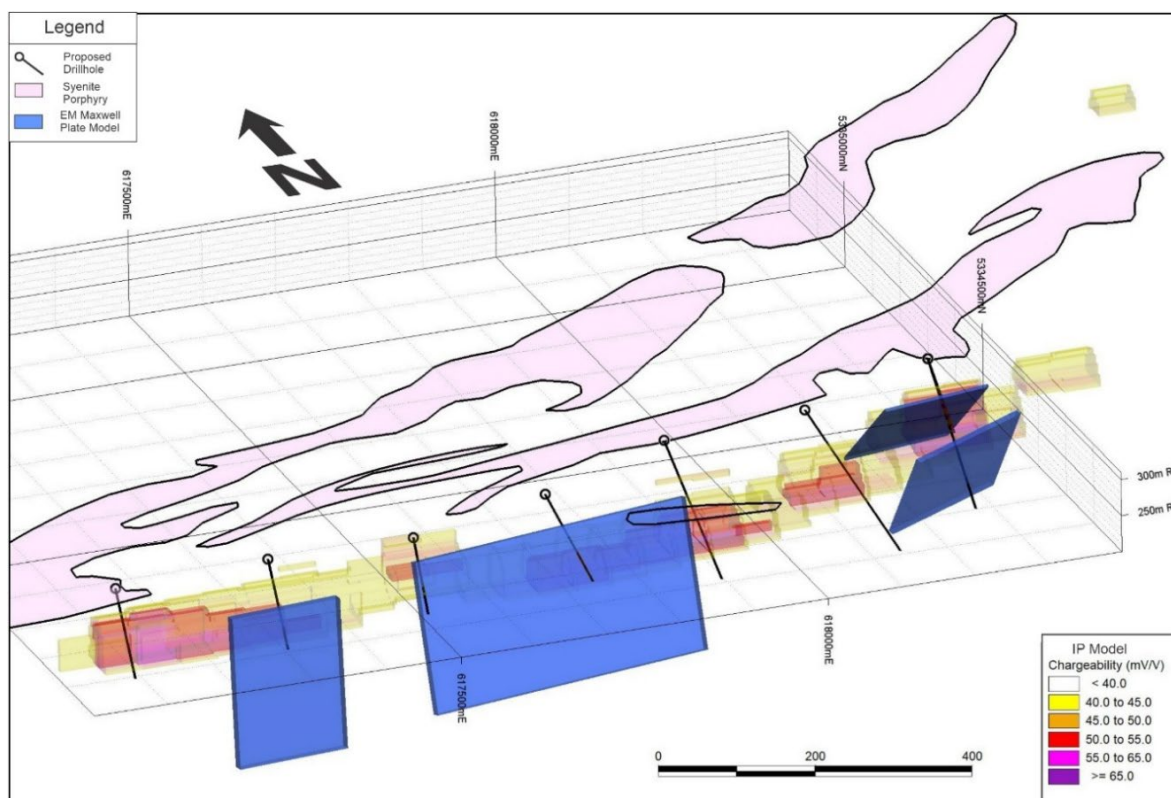 Legend
Proposed
Drillhole
Syenite
Porphyry
EM Maxwell
Plate Model
N
617500mE
618000mE
5335000mN
5334500mN
300m R
250m R
617500mE
618000mE
0 200 400
IP Model
Chargeability (mV/V)
< 40.0
40.0 to 45.0
45.0 to 50.0
50.0 to 55.0
55.0 to 65.0
>= 65.0